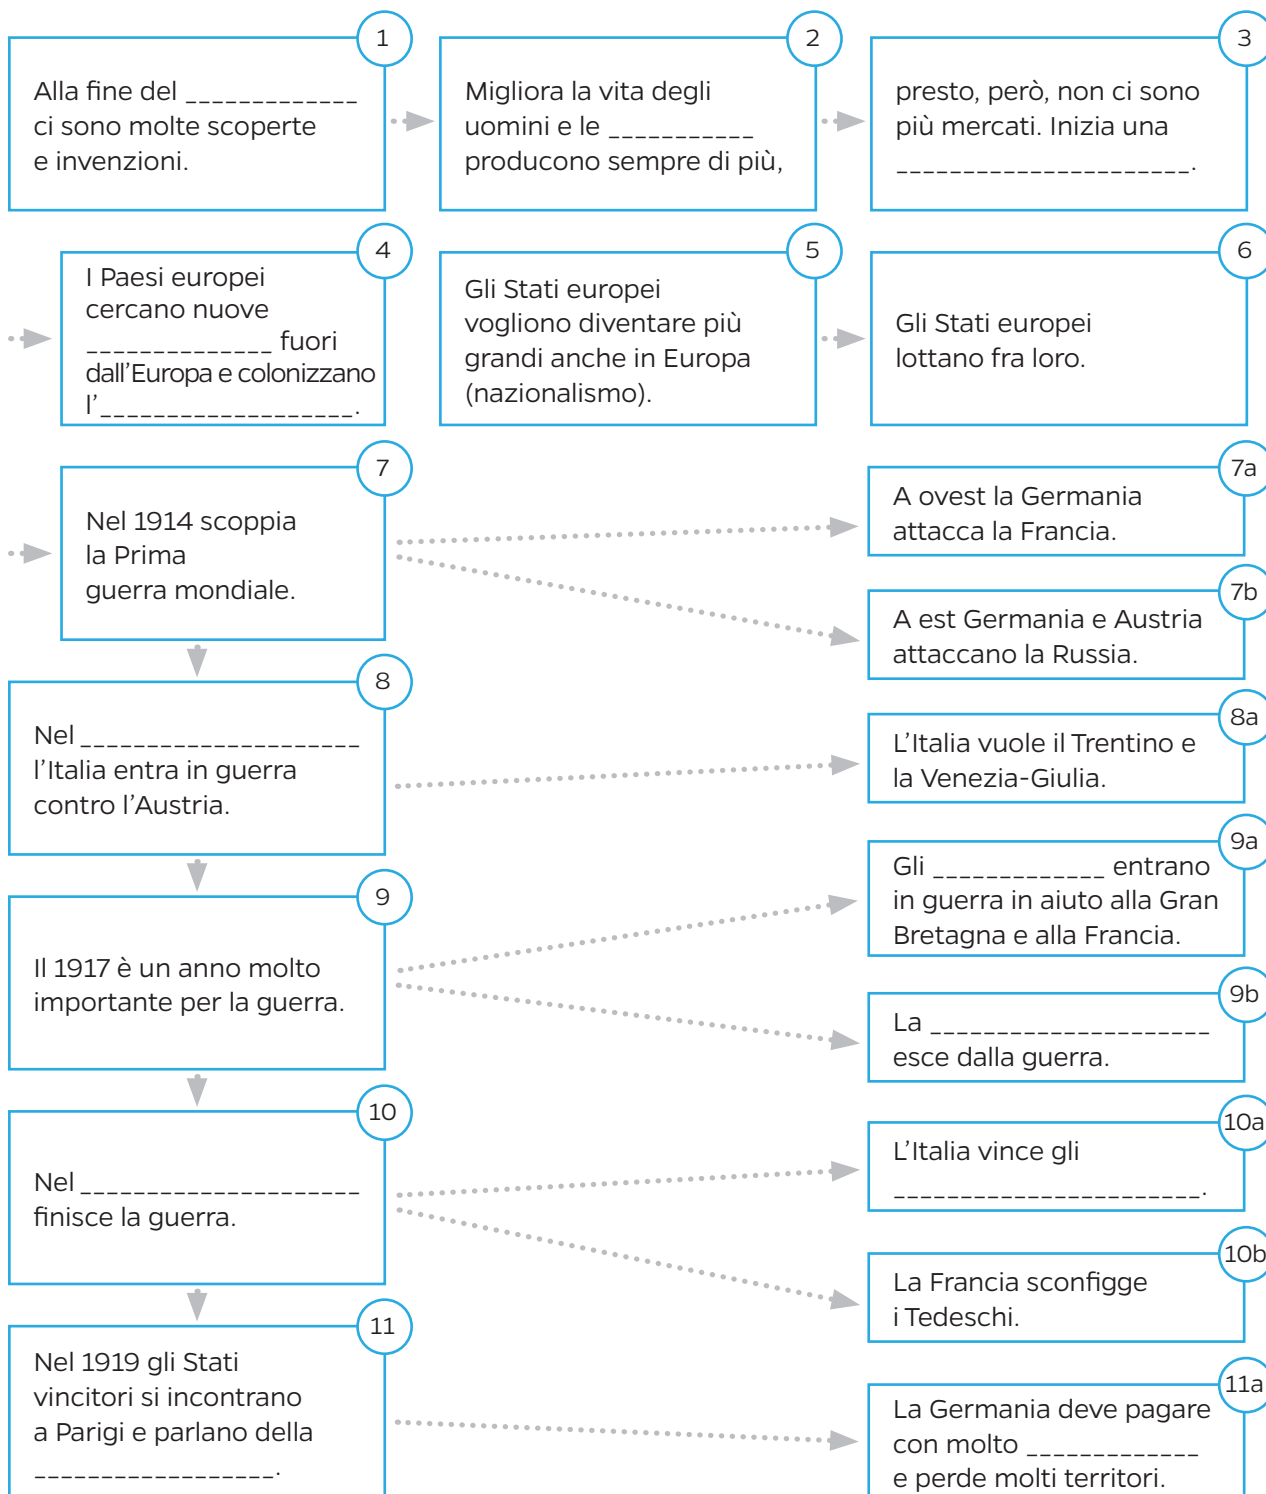 1
Alla fine del _____________
ci sono molte scoperte
e invenzioni.
2
Migliora la vita degli
uomini e le ___________
producono sempre di più,
3
presto, però, non ci sono
più mercati. Inizia una
______________________.
4
I Paesi europei
cercano nuove
______________ fuori
dall'Europa e colonizzano
l'___________________.
5
Gli Stati europei
vogliono diventare più
grandi anche in Europa
(nazionalismo).
6
Gli Stati europei
lottano fra loro.
7
Nel 1914 scoppia
la Prima
guerra mondiale.
7a
A ovest la Germania
attacca la Francia.
7b
A est Germania e Austria
attaccano la Russia.
8
Nel _____________________
l'Italia entra in guerra
contro l'Austria.
8a
L'Italia vuole il Trentino e
la Venezia-Giulia.
9
Il 1917 è un anno molto
importante per la guerra.
9a
Gli _____________ entrano
in guerra in aiuto alla Gran
Bretagna e alla Francia.
9b
La _____________________
esce dalla guerra.
10
Nel _____________________
finisce la guerra.
10a
L'Italia vince gli
_______________________.
10b
La Francia sconfigge
i Tedeschi.
11
Nel 1919 gli Stati
vincitori si incontrano
a Parigi e parlano della
__________________.
11a
La Germania deve pagare
con molto _____________
e perde molti territori.